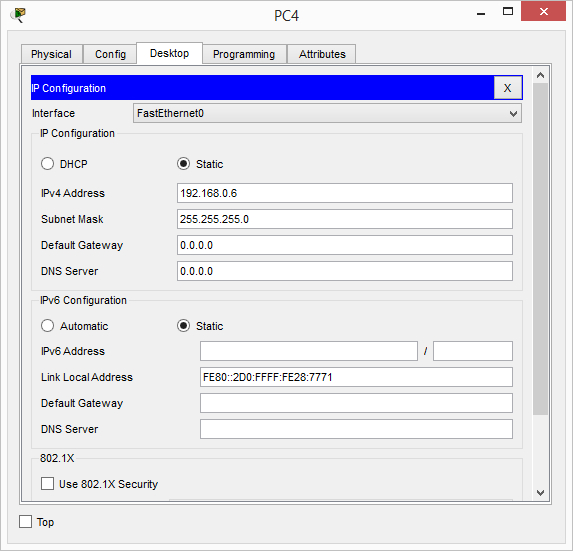 PC4
Physical Config Desktop Programming Attributes
IP Configuration X
Interface FastEthernet0
IP Configuration
DHCP Static
IPv4 Address 192.168.0.6
Subnet Mask 255.255.255.0
Default Gateway 0.0.0.0
DNS Server 0.0.0.0
IPv6 Configuration
Automatic Static
IPv6 Address /
Link Local Address FE80::2D0:FFFF:FE28:7771
Default Gateway
DNS Server
802.1X
Use 802.1X Security
Top